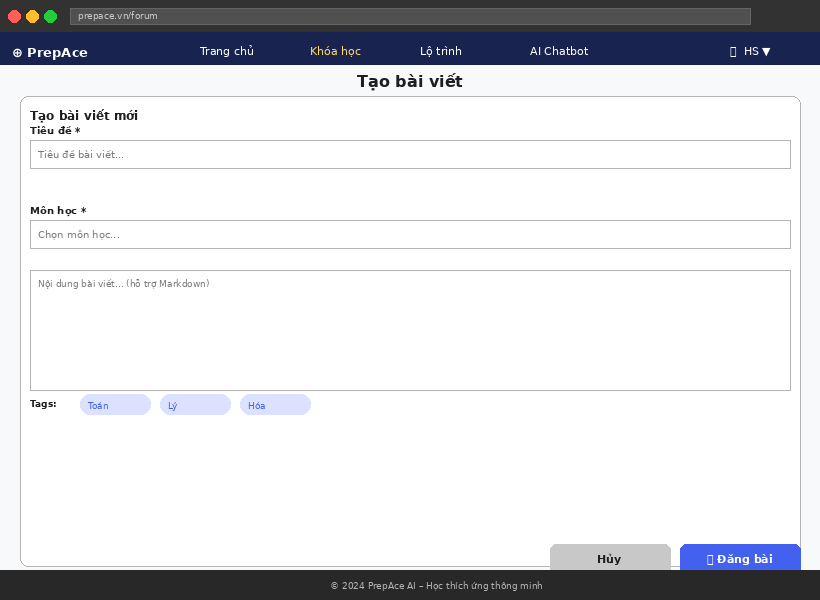 prepace.vn/forum
⊕ PrepAce Trang chủ Khóa học Lộ trình AI Chatbot HS ▼
Tạo bài viết
Tạo bài viết mới
Tiêu đề *
Tiêu đề bài viết...
Môn học *
Chọn môn học...
Nội dung bài viết... (hỗ trợ Markdown)
Tags: Toán Lý Hóa
Hủy Đăng bài
© 2024 PrepAce AI – Học thích ứng thông minh